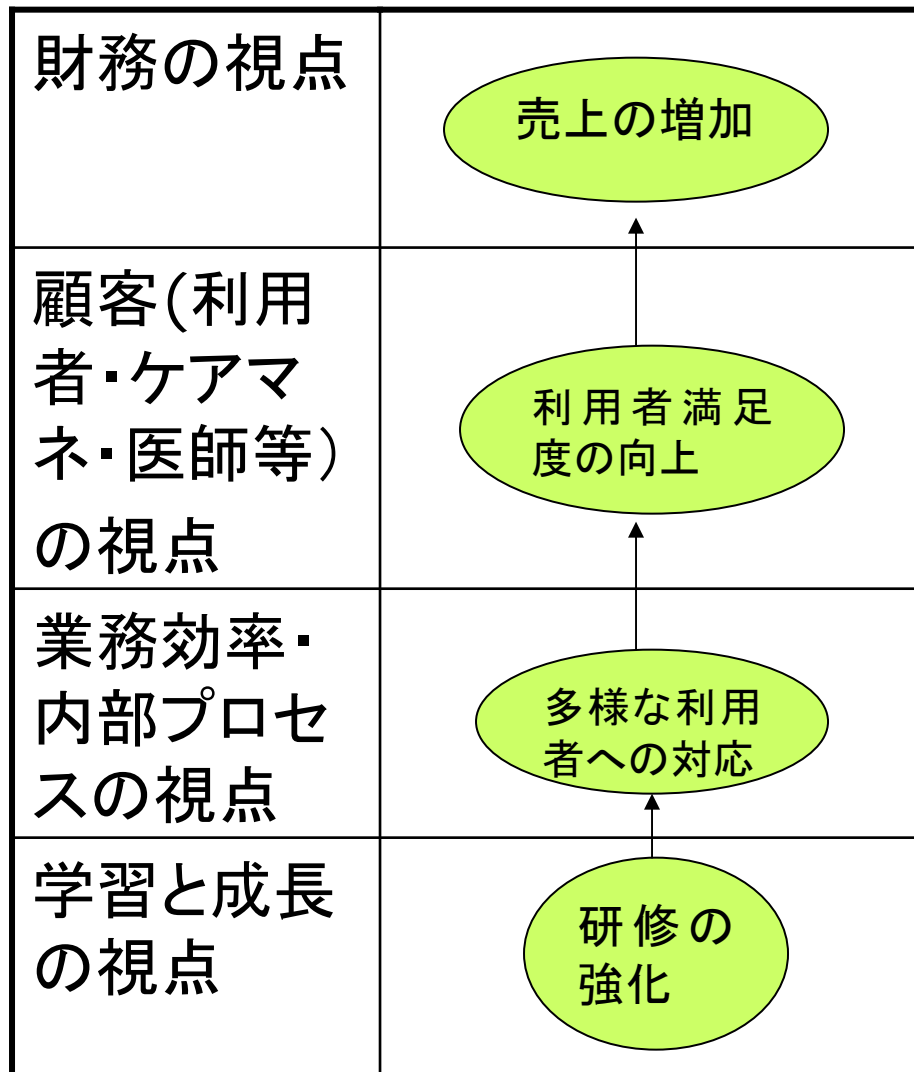 財務の視点
売上の増加
顧客(利用
者・ケアマ
ネ・医師等）
の視点
利用者満足
度の向上
業務効率・
内部プロセ
スの視点
多様な利用
者への対応
学習と成長
の視点
研修の
強化